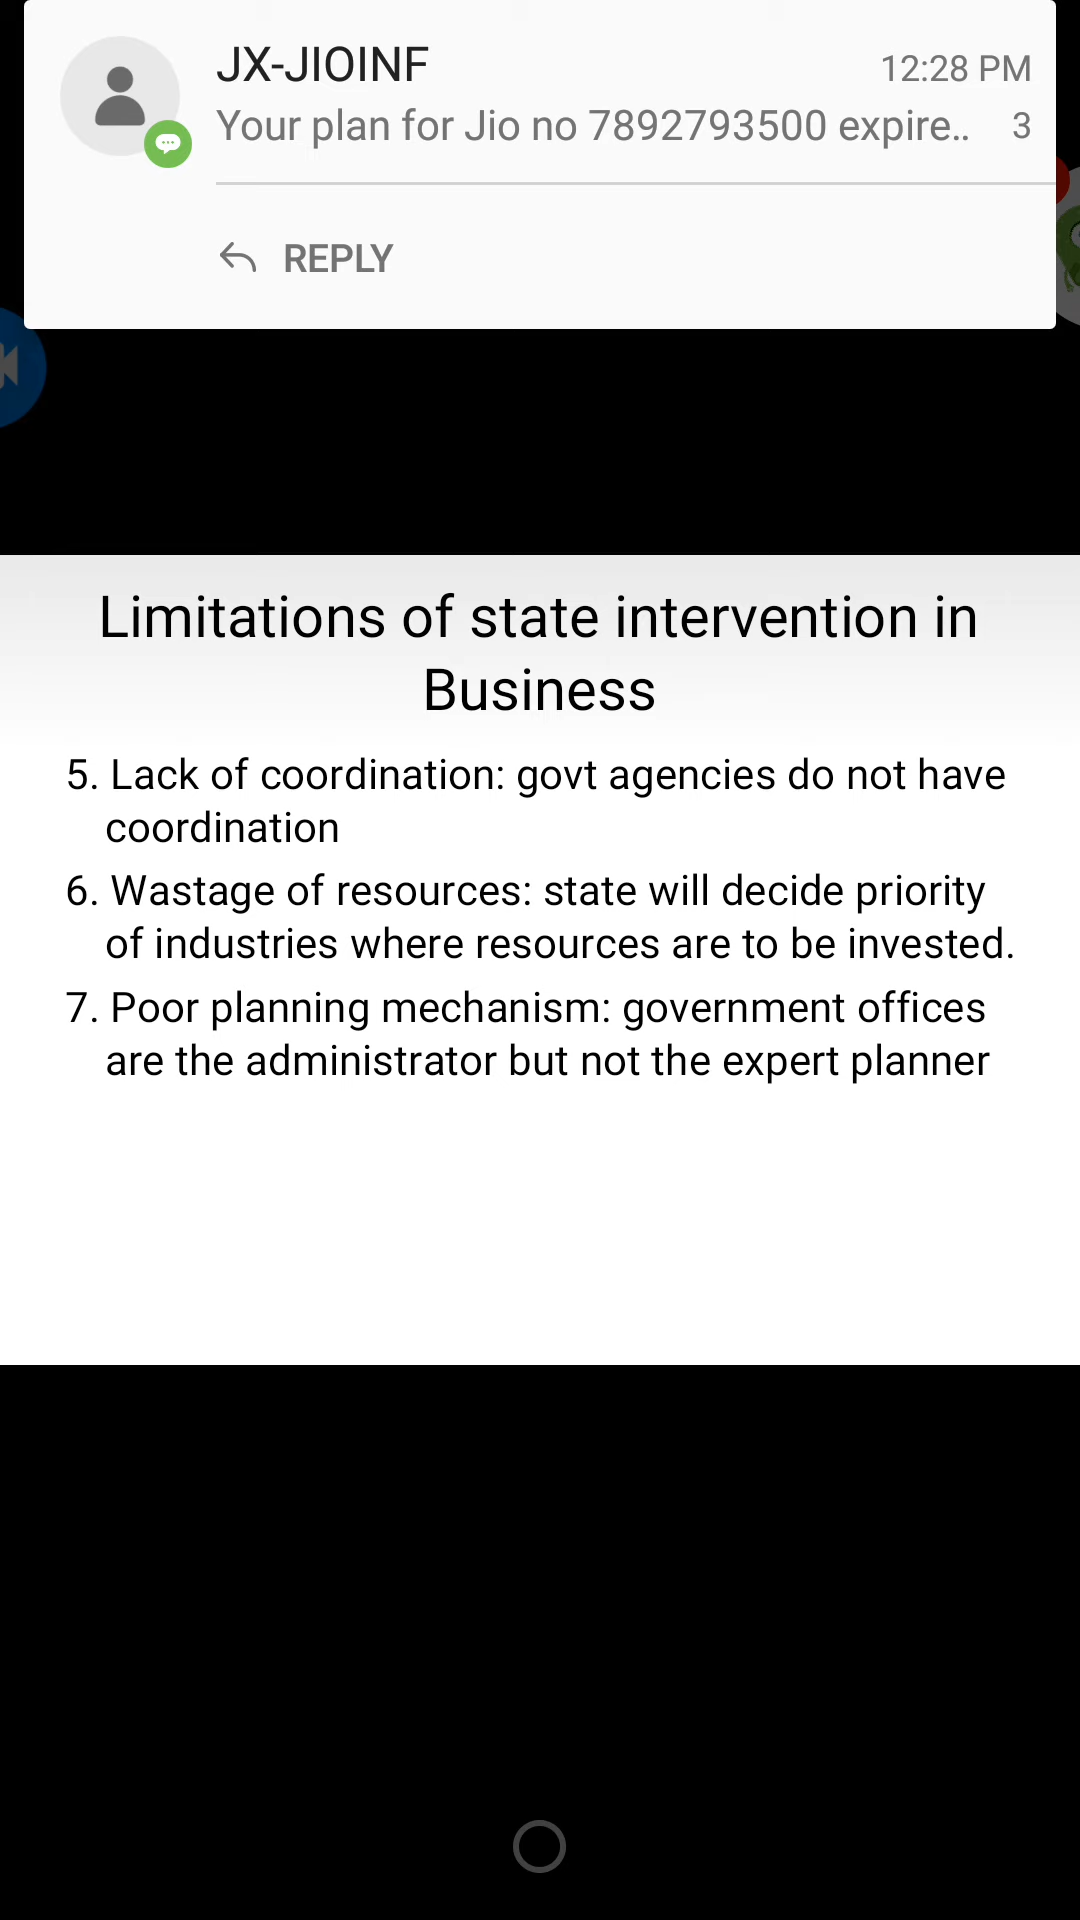 JX-JIOINF
12:28 PM
Your plan for Jio no 7892793500 expire..
3
REPLY
Limitations of state intervention in
Business
5. Lack of coordination: govt agencies do not have
coordination
6. Wastage of resources: state will decide priority
of industries where resources are to be invested.
7. Poor planning mechanism: government offices
are the administrator but not the expert planner